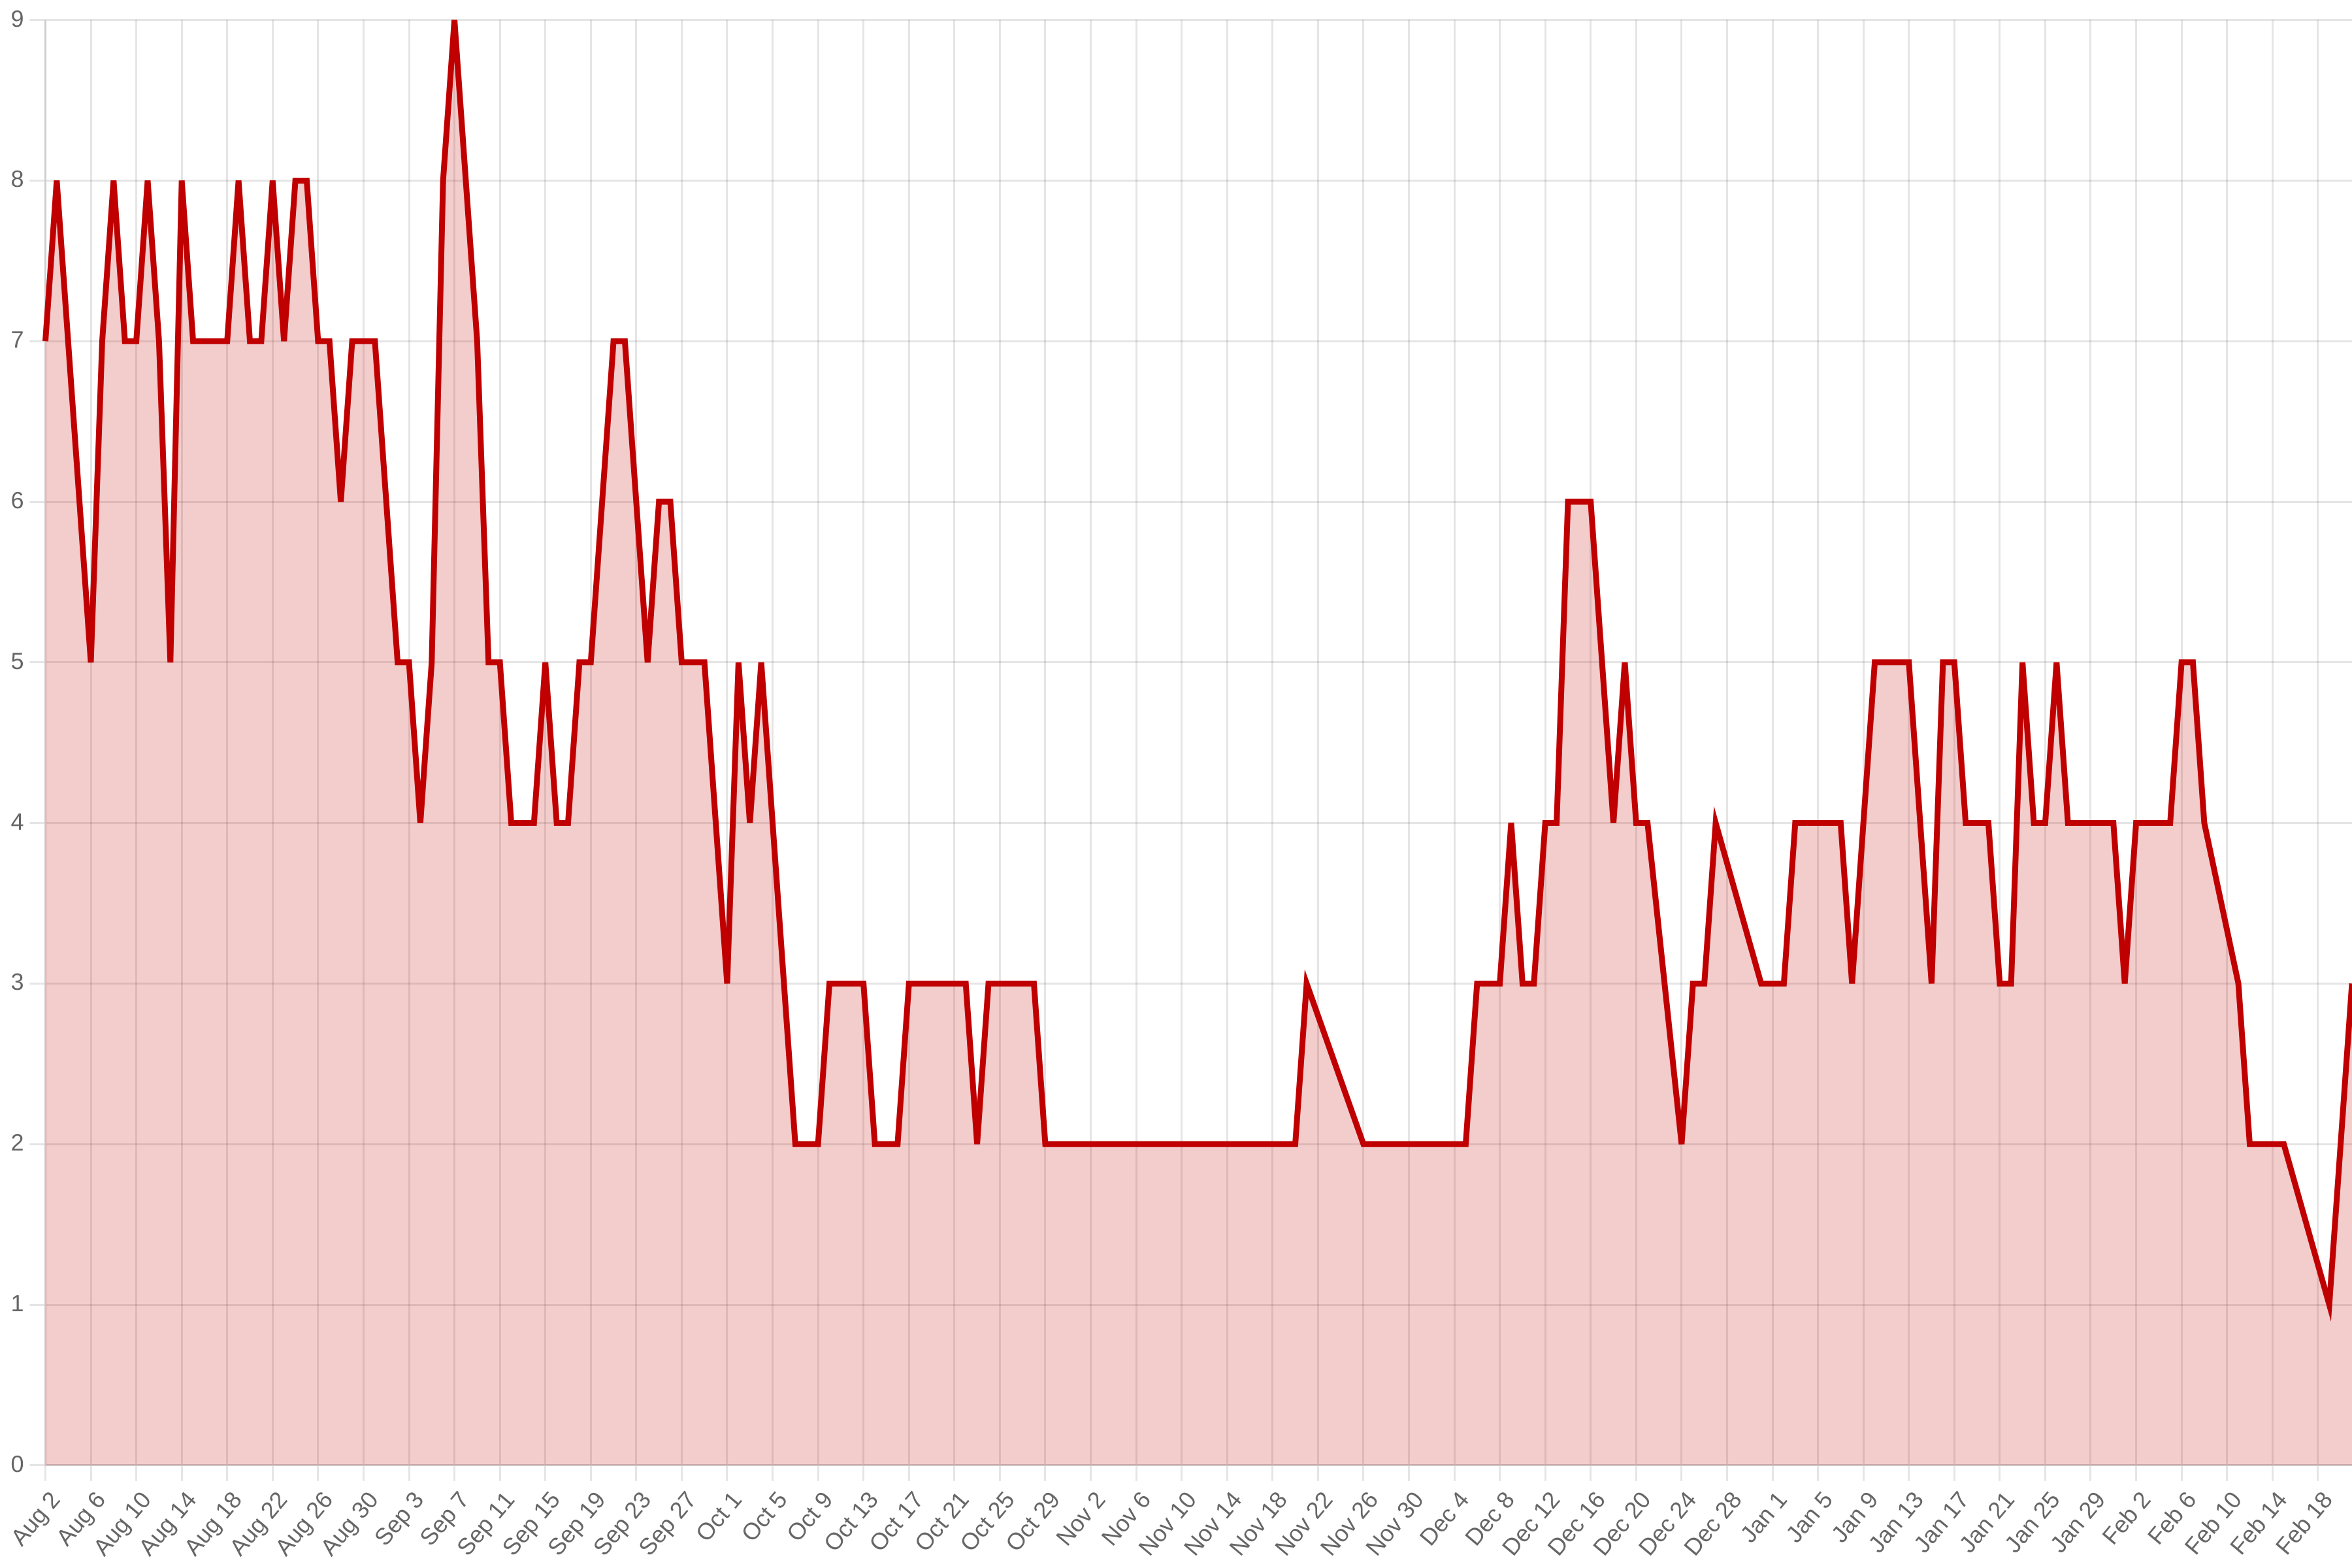 9
8
7
6
5
4
3
2
1
0
Aug 2
Aug 6
Aug 10
Aug 14
Aug 18
Aug 22
Aug 26
Aug 30
Sep 3
Sep 7
Sep 11
Sep 15
Sep 19
Sep 23
Sep 27
Oct 1
Oct 5
Oct 9
Oct 13
Oct 17
Oct 21
Oct 25
Oct 29
Nov 2
Nov 6
Nov 10
Nov 14
Nov 18
Nov 22
Nov 26
Nov 30
Dec 4
Dec 8
Dec 12
Dec 16
Dec 20
Dec 24
Dec 28
Jan 1
Jan 5
Jan 9
Jan 13
Jan 17
Jan 21
Jan 25
Jan 29
Feb 2
Feb 6
Feb 10
Feb 14
Feb 18